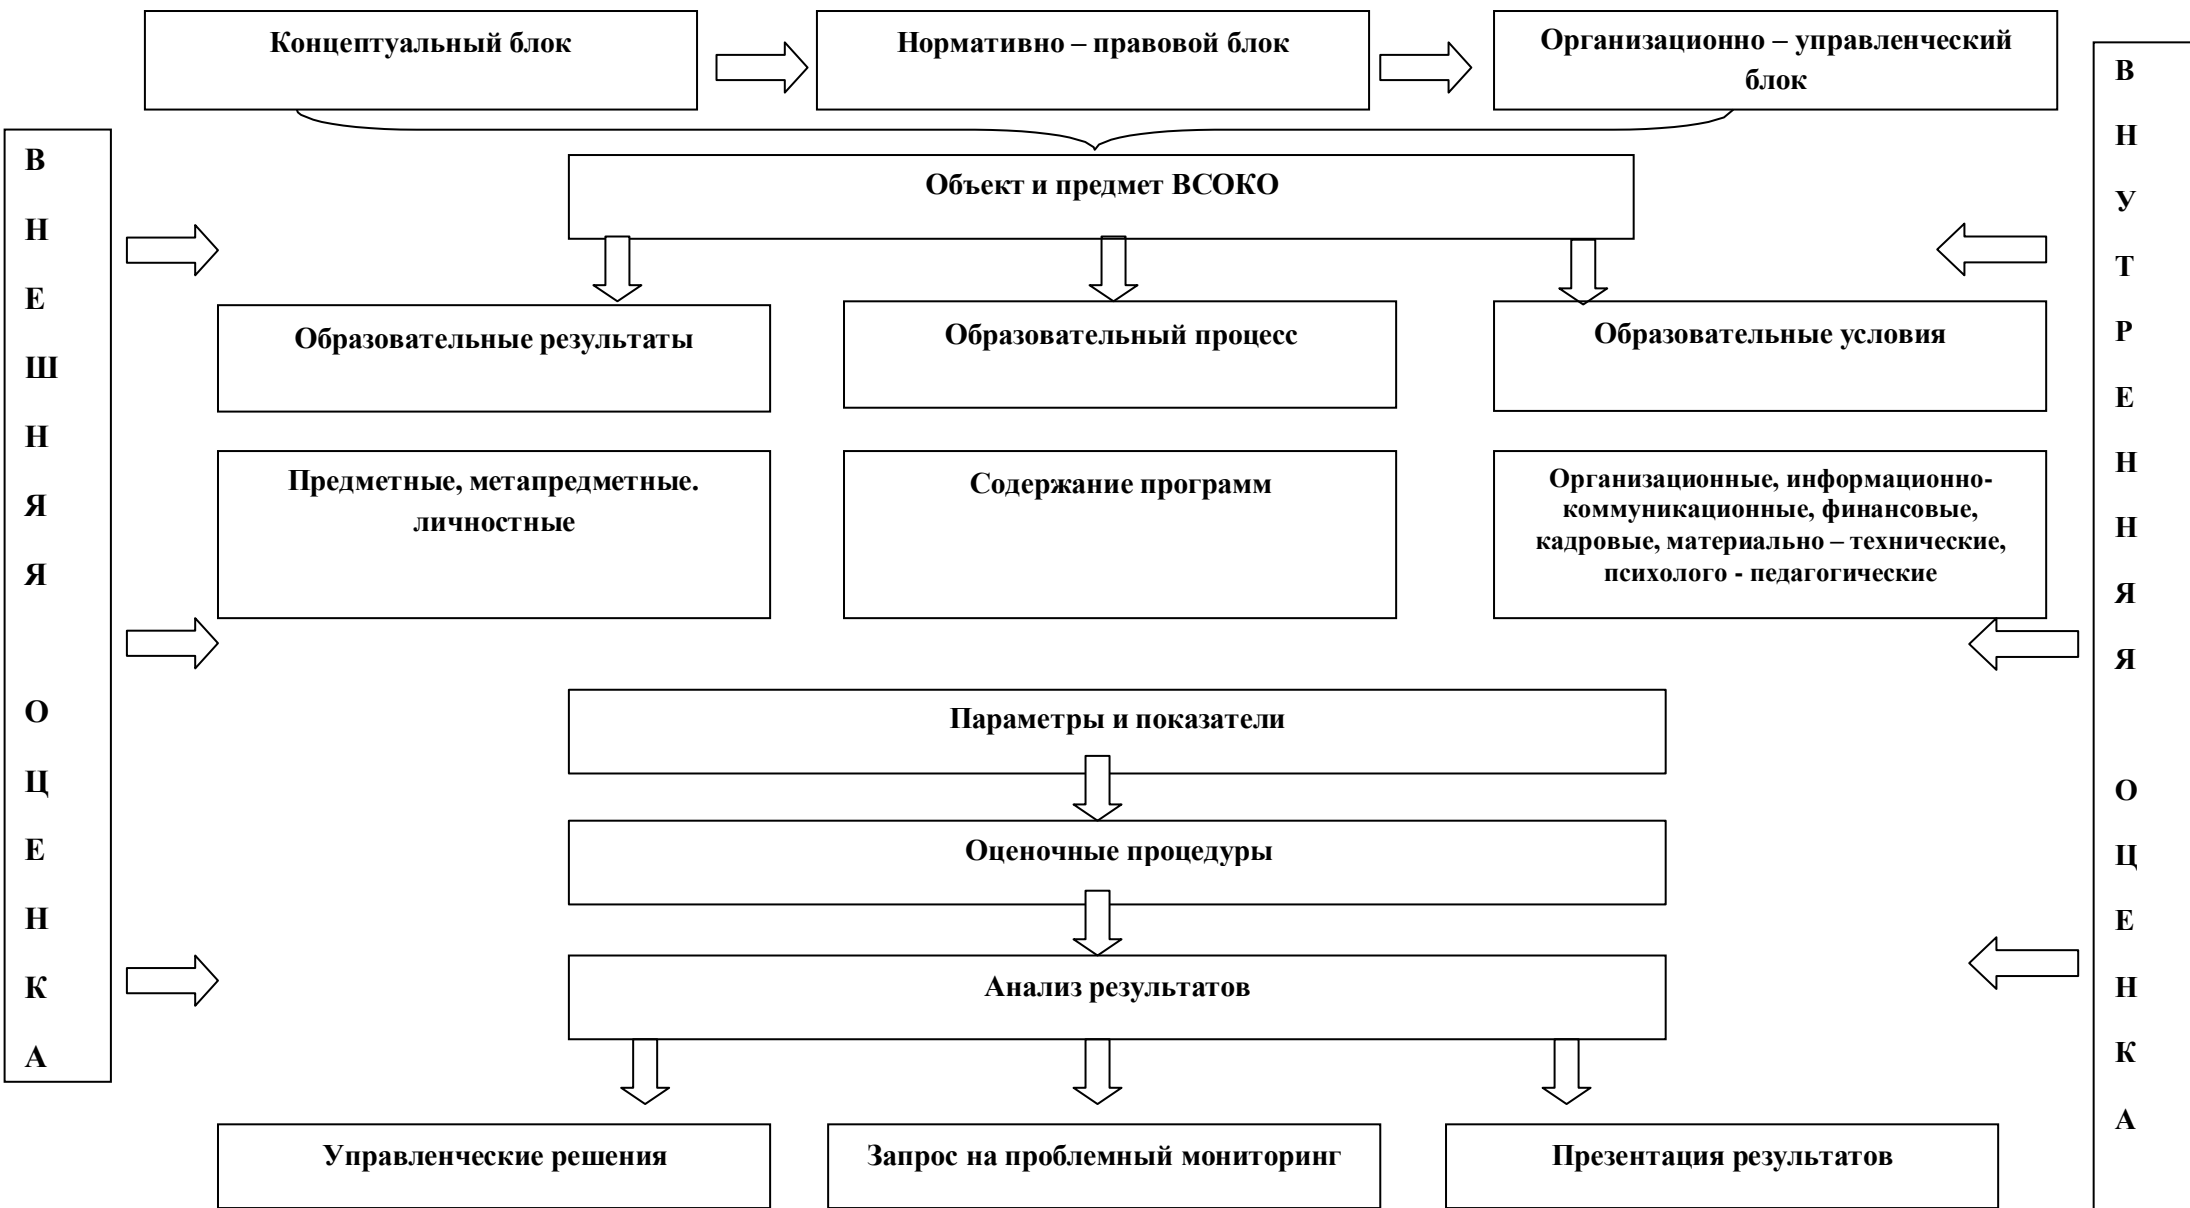 Концептуальный блок
Нормативно – правовой блок
Организационно – управленческий
блок
Объект и предмет ВСОКО
Образовательные результаты
Образовательный процесс
Образовательные условия
Предметные, метапредметные.
личностные
Содержание программ
Организационные, информационно-
коммуникационные, финансовые,
кадровые, материально – технические,
психолого - педагогические
Параметры и показатели
Оценочные процедуры
Анализ результатов
Управленческие решения
Запрос на проблемный мониторинг
Презентация результатов
В
Н
Е
Ш
Н
Я
Я
О
Ц
Е
Н
К
А
В
Н
У
Т
Р
Е
Н
Н
Я
Я
О
Ц
Е
Н
К
А